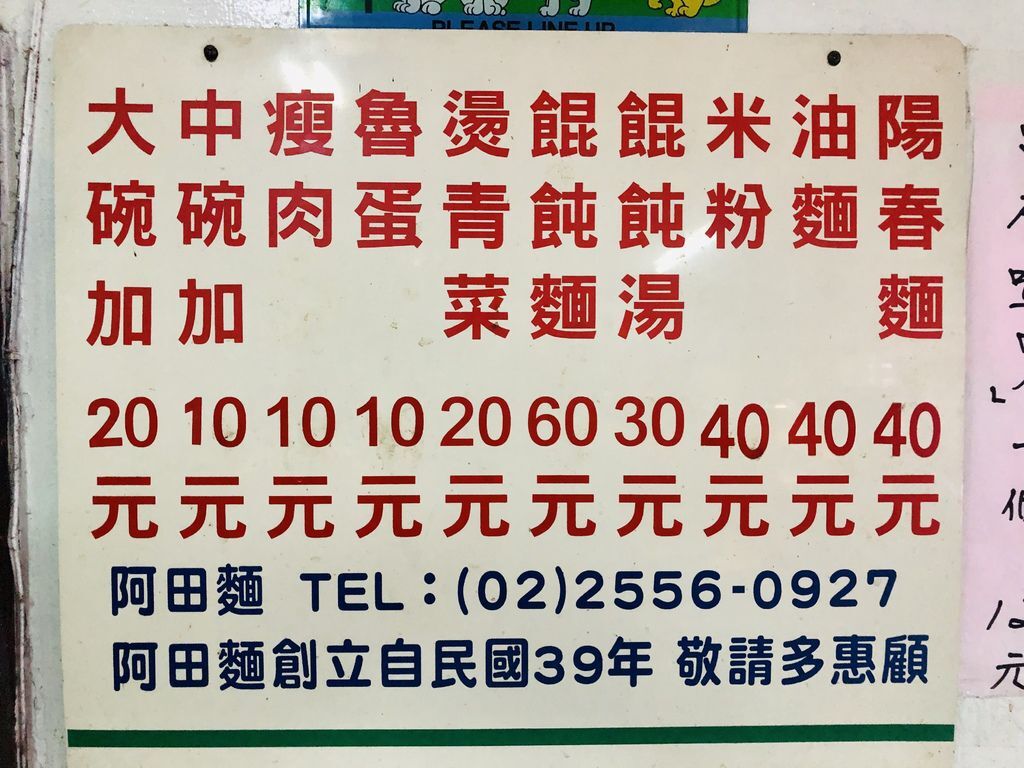 PLEASE LINE UP
陽春麵 40元
油麵 40元
米粉 40元
餛飩湯 30元
餛飩麵 60元
燙青菜 20元
魯蛋 10元
瘦肉 10元
中碗加 10元
大碗加 20元
阿田麵 TEL：(02)2556-0927
阿田麵創立自民國39年 敬請多惠顧